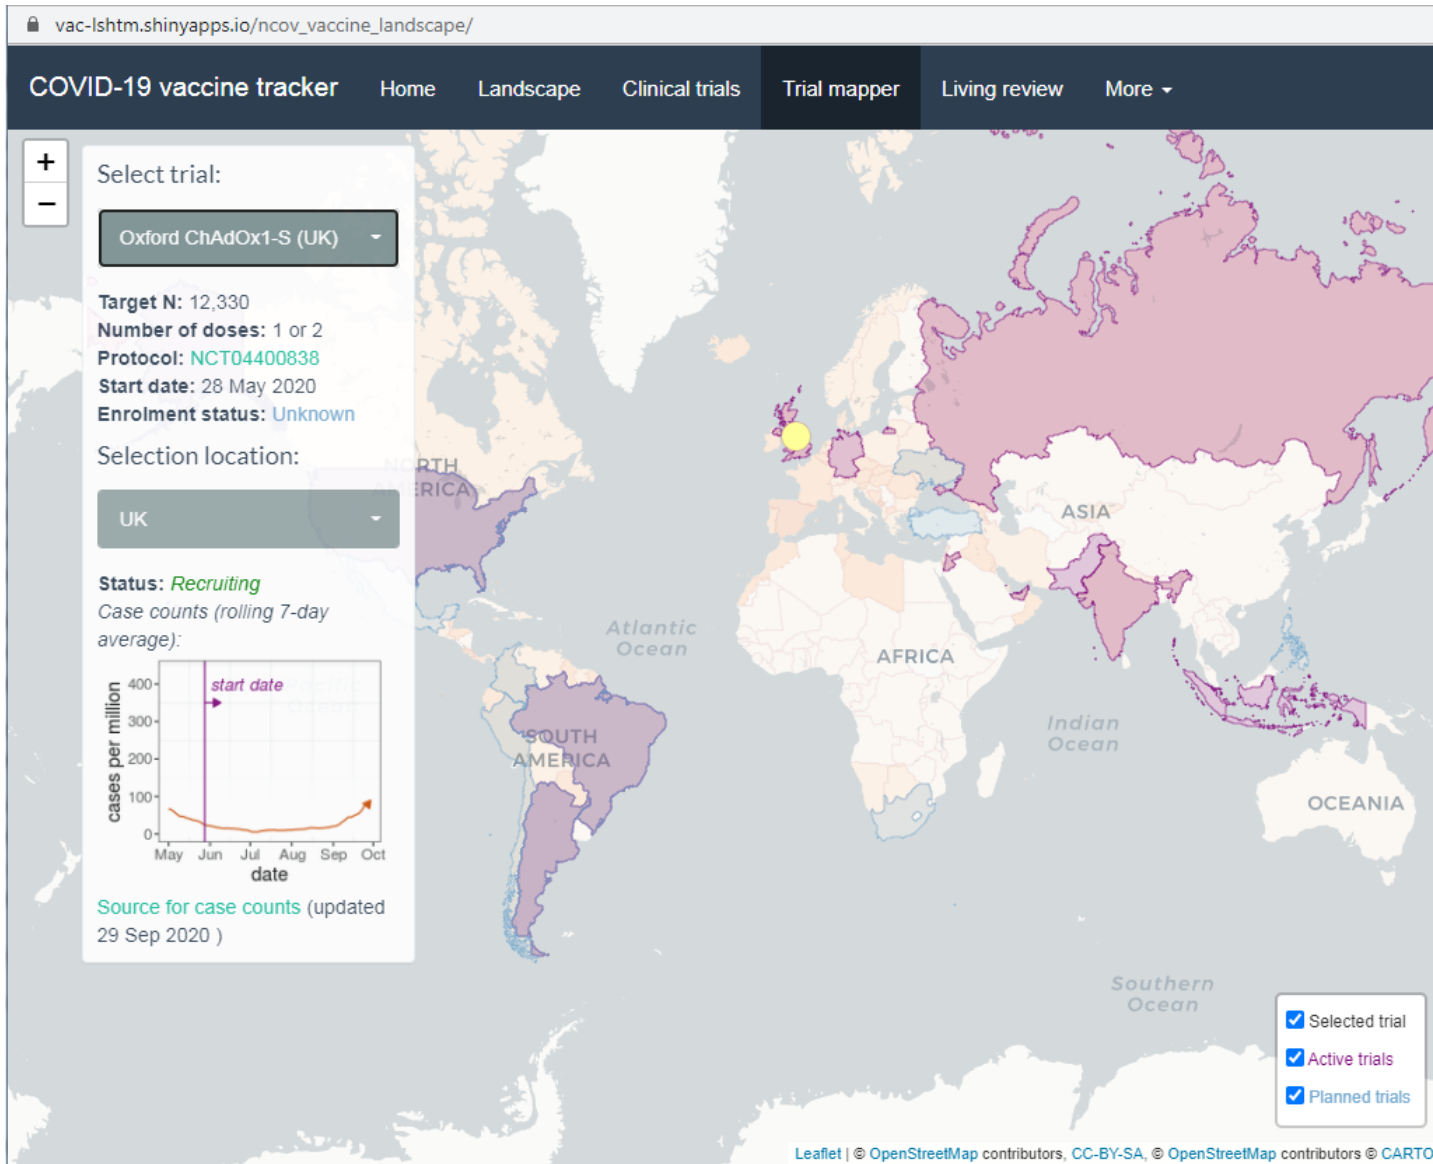 vac-lshtm.shinyapps.io/ncov_vaccine_landscape/
COVID-19 vaccine tracker Home Landscape Clinical trials Trial mapper Living review More
+
−
Select trial:
Oxford ChAdOx1-S (UK)
Target N: 12,330
Number of doses: 1 or 2
Protocol: NCT04400838
Start date: 28 May 2020
Enrolment status: Unknown
Selection location:
UK
Status: Recruiting
Case counts (rolling 7-day
average):
cases per million
400
300
200
100
0
start date
May Jun Jul Aug Sep Oct
date
Source for case counts (updated
29 Sep 2020 )
NORTH
AMERICA
Atlantic
Ocean
SOUTH
AMERICA
AFRICA
ASIA
Indian
Ocean
OCEANIA
Southern
Ocean
Selected trial
Active trials
Planned trials
Leaflet | © OpenStreetMap contributors, CC-BY-SA, © OpenStreetMap contributors © CARTO